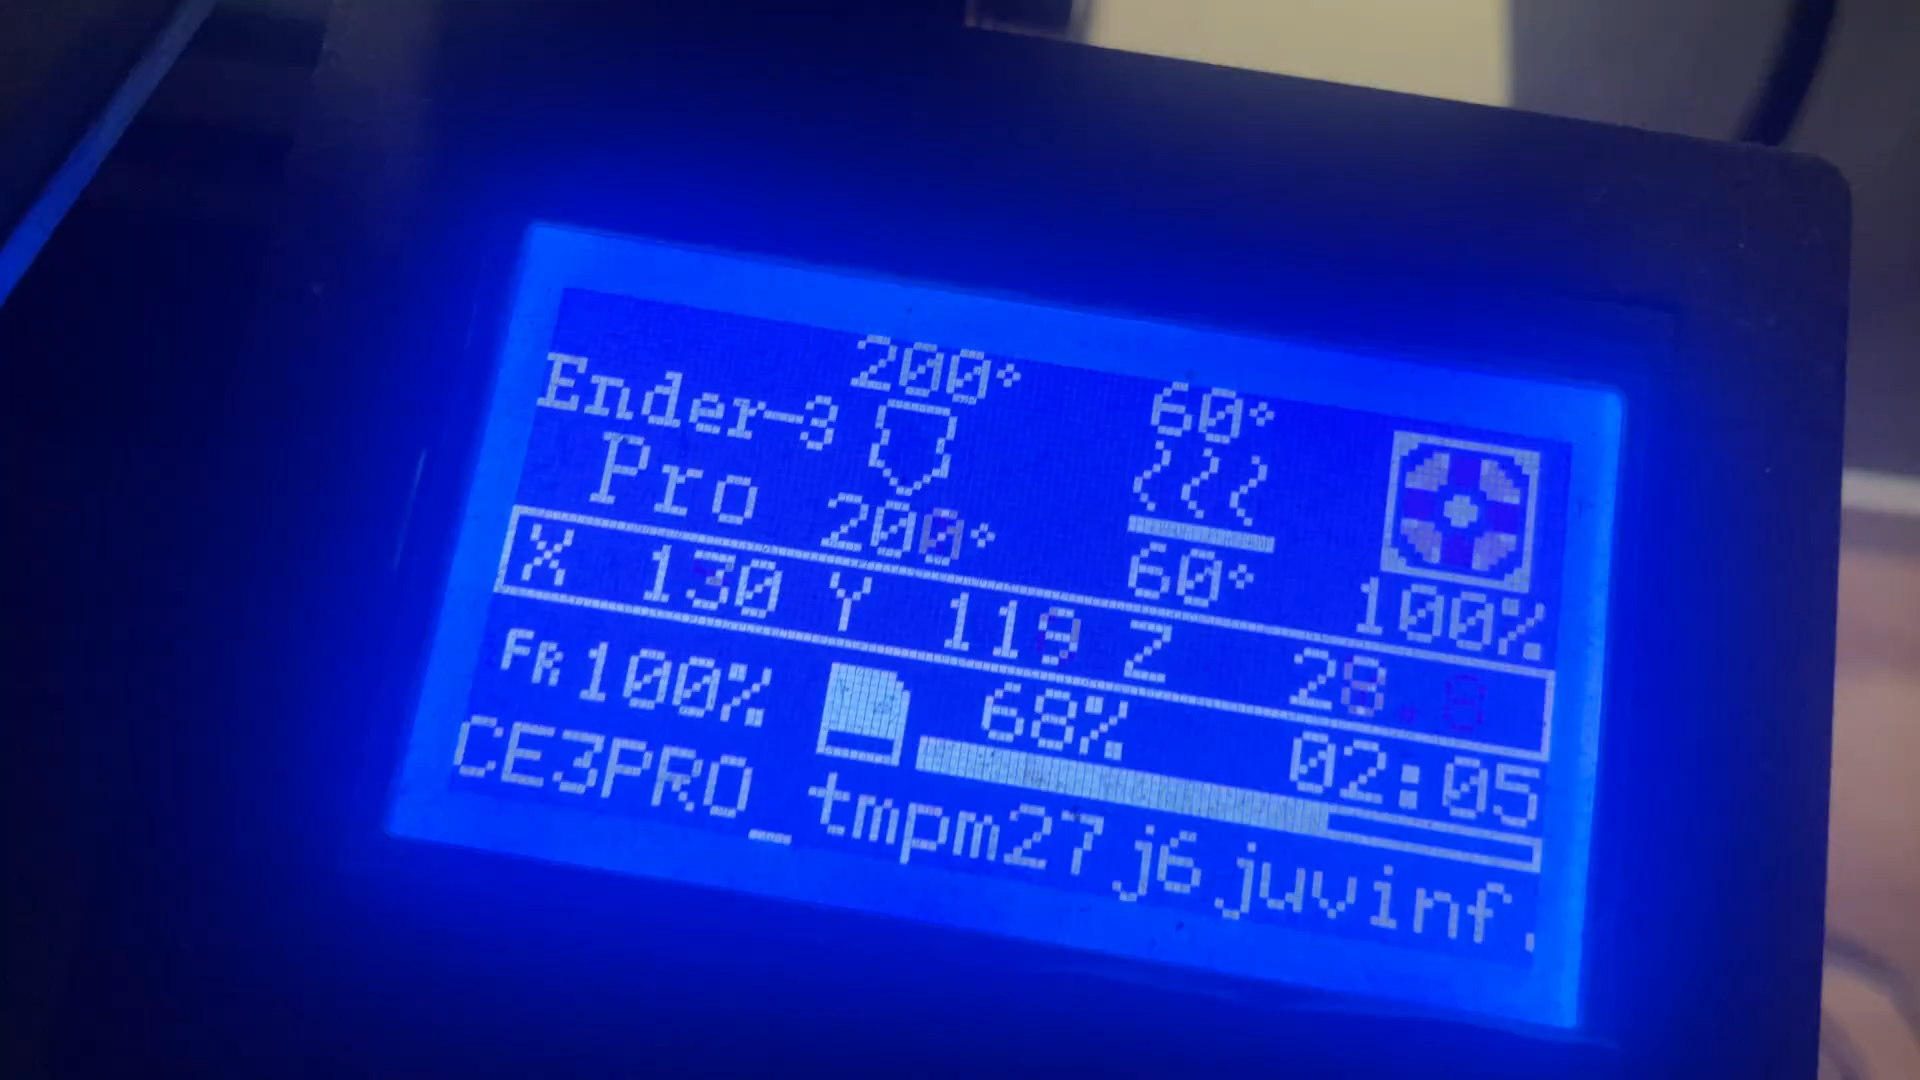 200° 60°
Ender-3
Pro
200° 60° 100%
X 130 Y 119 Z 28.8
FR 100% 68% 02:05
CE3PRO_tmpm27j6juvinf.